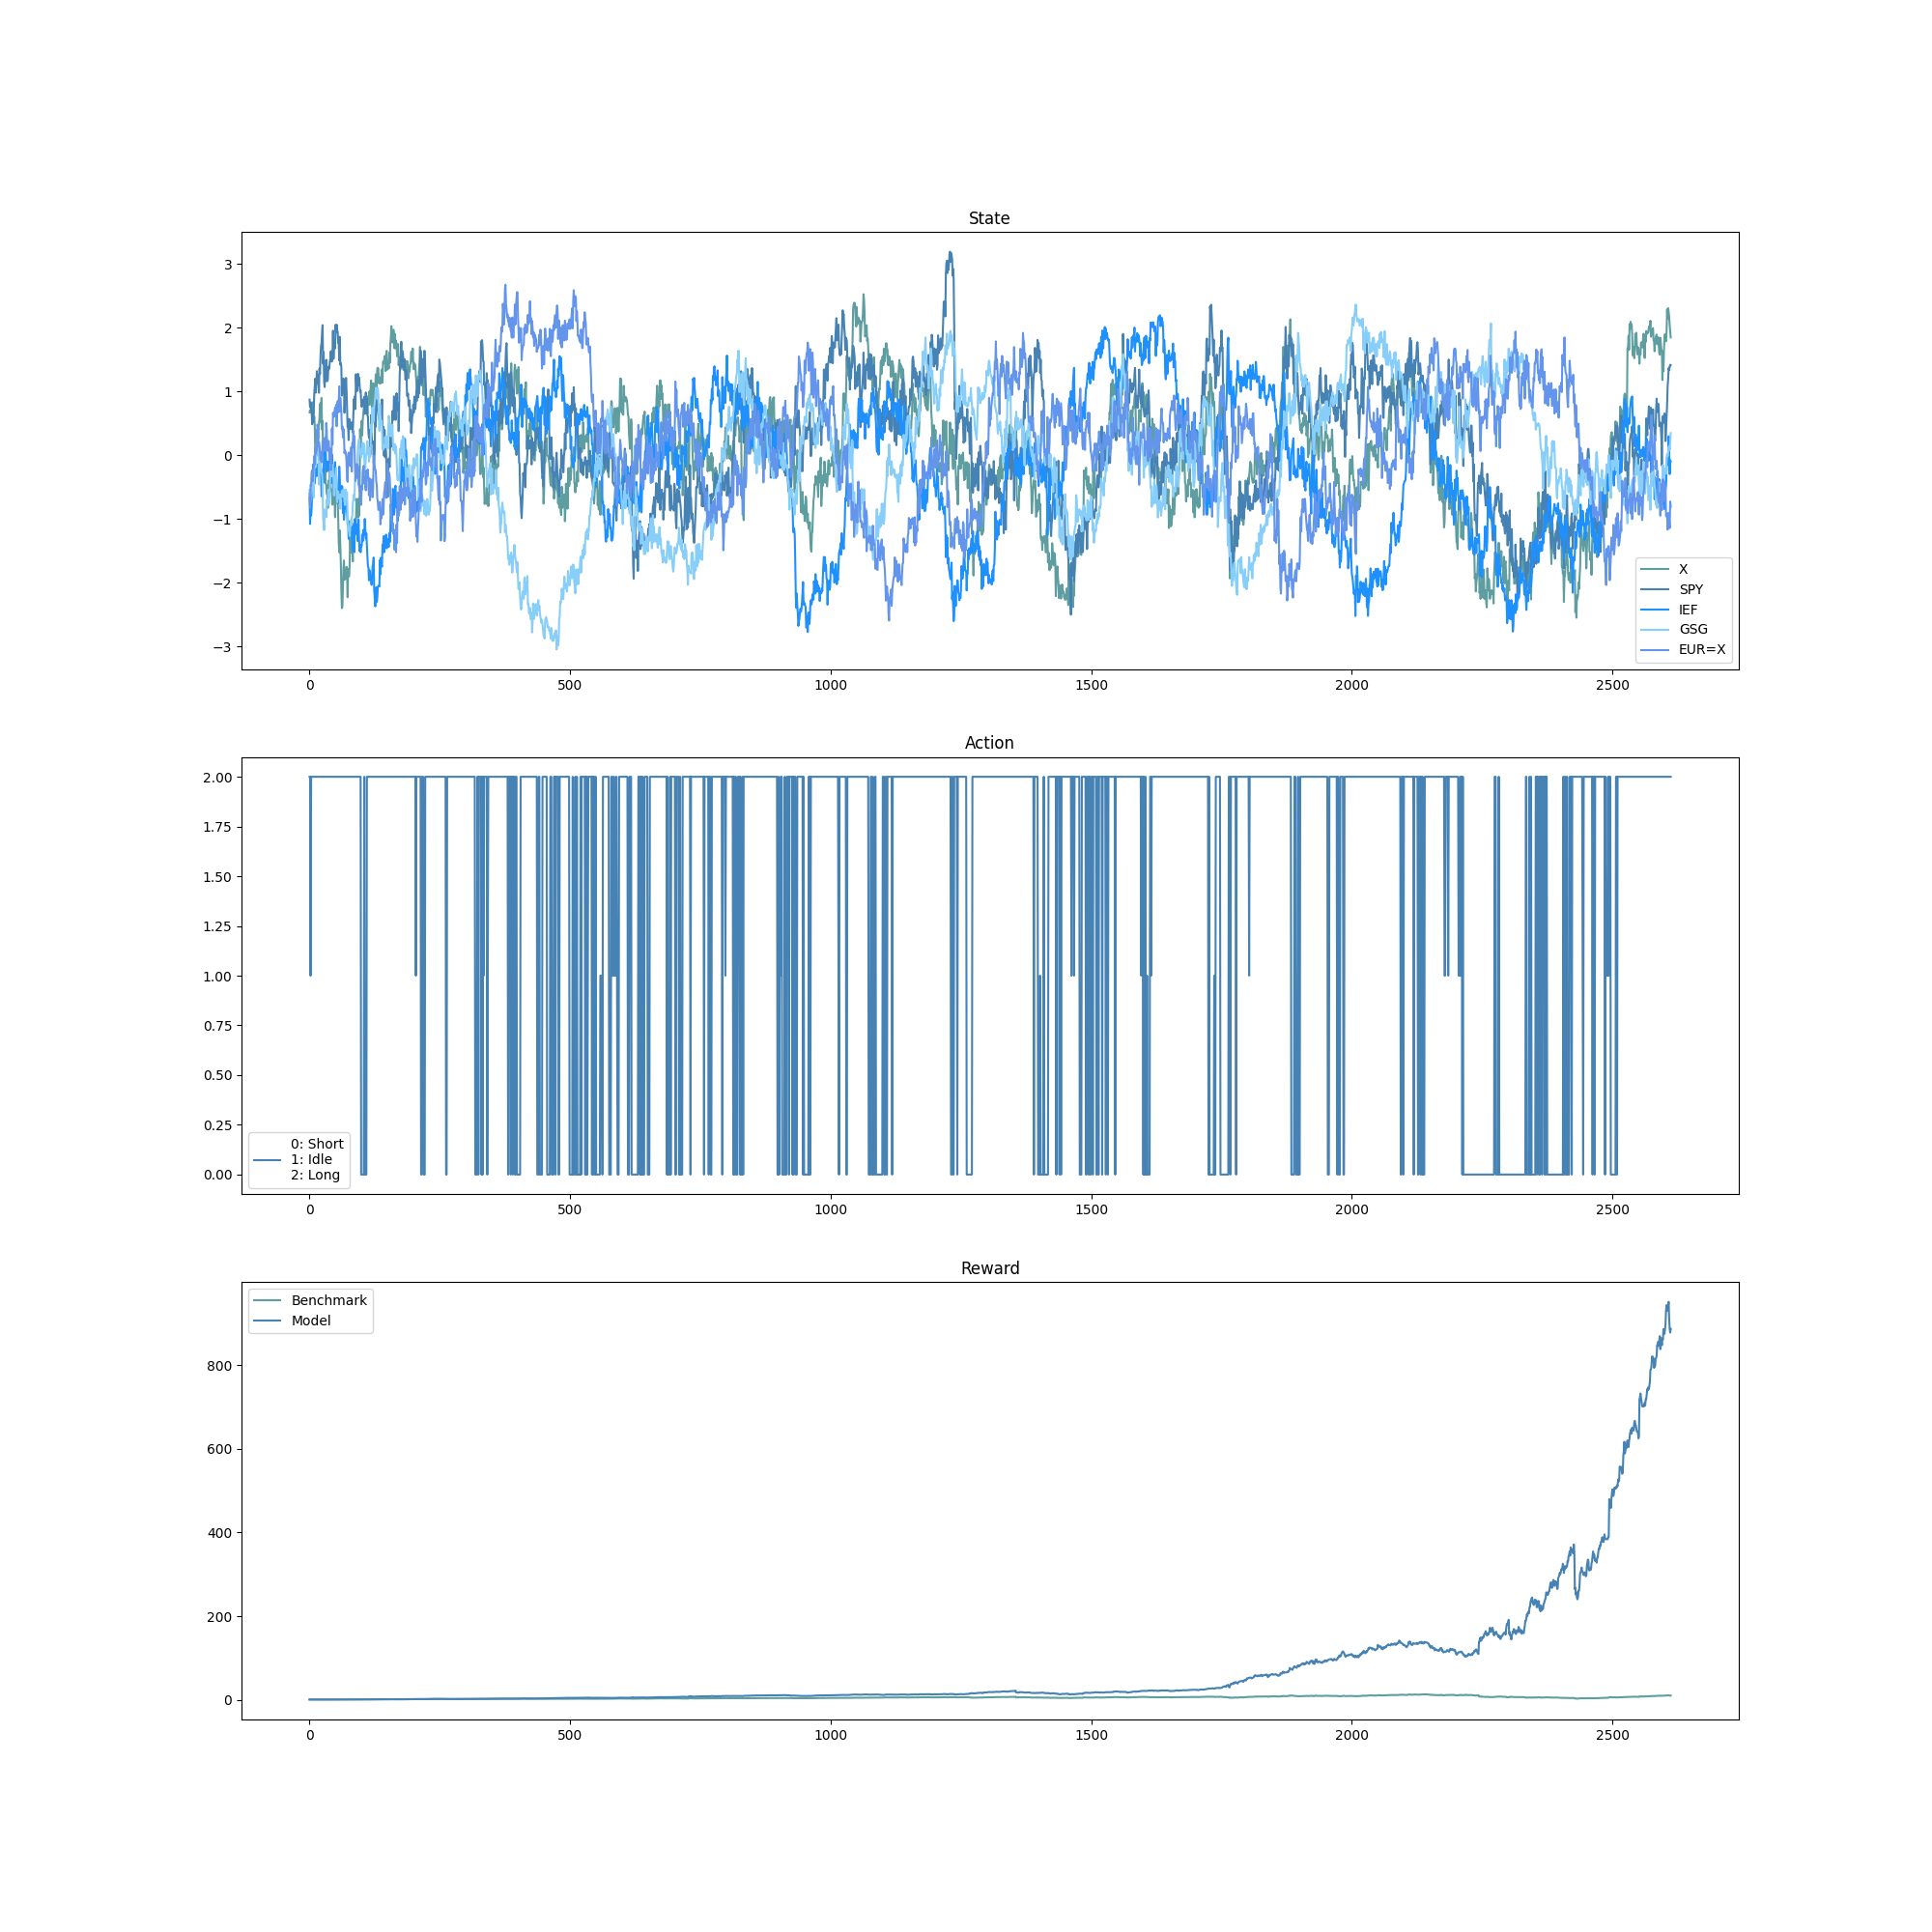 State
3
2
1
0
−1
−2
−3
X
SPY
IEF
GSG
EUR=X
0 500 1000 1500 2000 2500
Action
2.00
1.75
1.50
1.25
1.00
0.75
0.50
0.25
0.00
0: Short
1: Idle
2: Long
0 500 1000 1500 2000 2500
Reward
Benchmark
Model
800
600
400
200
0
0 500 1000 1500 2000 2500